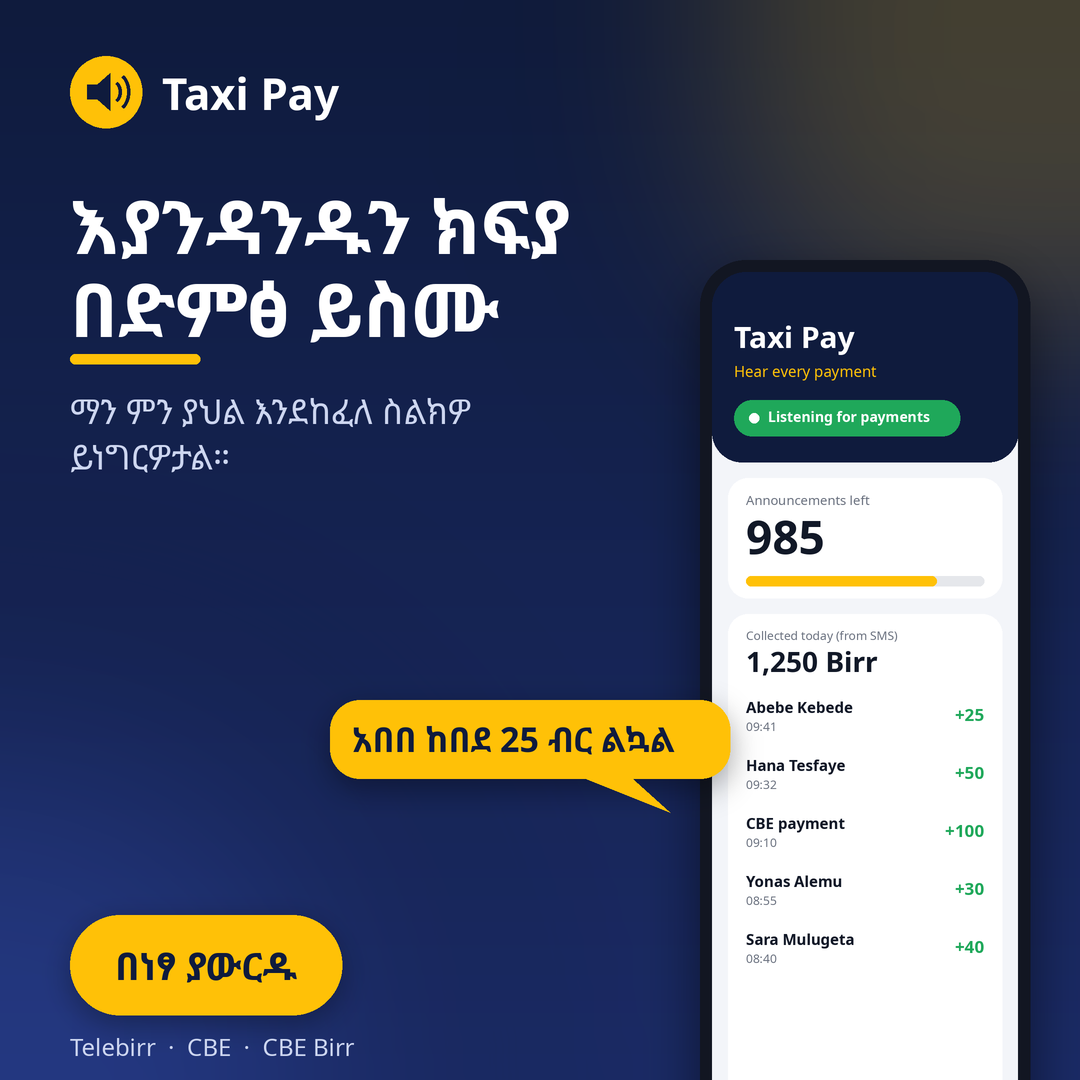 Taxi Pay
እያንዳንዱን ክፍያ
በድምፅ ይስሙ
ማን ምን ያህል እንደከፈለ ስልክዎ
ይነግርዎታል።
Taxi Pay
Hear every payment
Listening for payments
Announcements left
985
Collected today (from SMS)
1,250 Birr
Abebe Kebede
09:41
+25
Hana Tesfaye
09:32
+50
CBE payment
09:10
+100
Yonas Alemu
08:55
+30
Sara Mulugeta
08:40
+40
አበበ ከበደ 25 ብር ልኳል
በነፃ ያውርዱ
Telebirr · CBE · CBE Birr